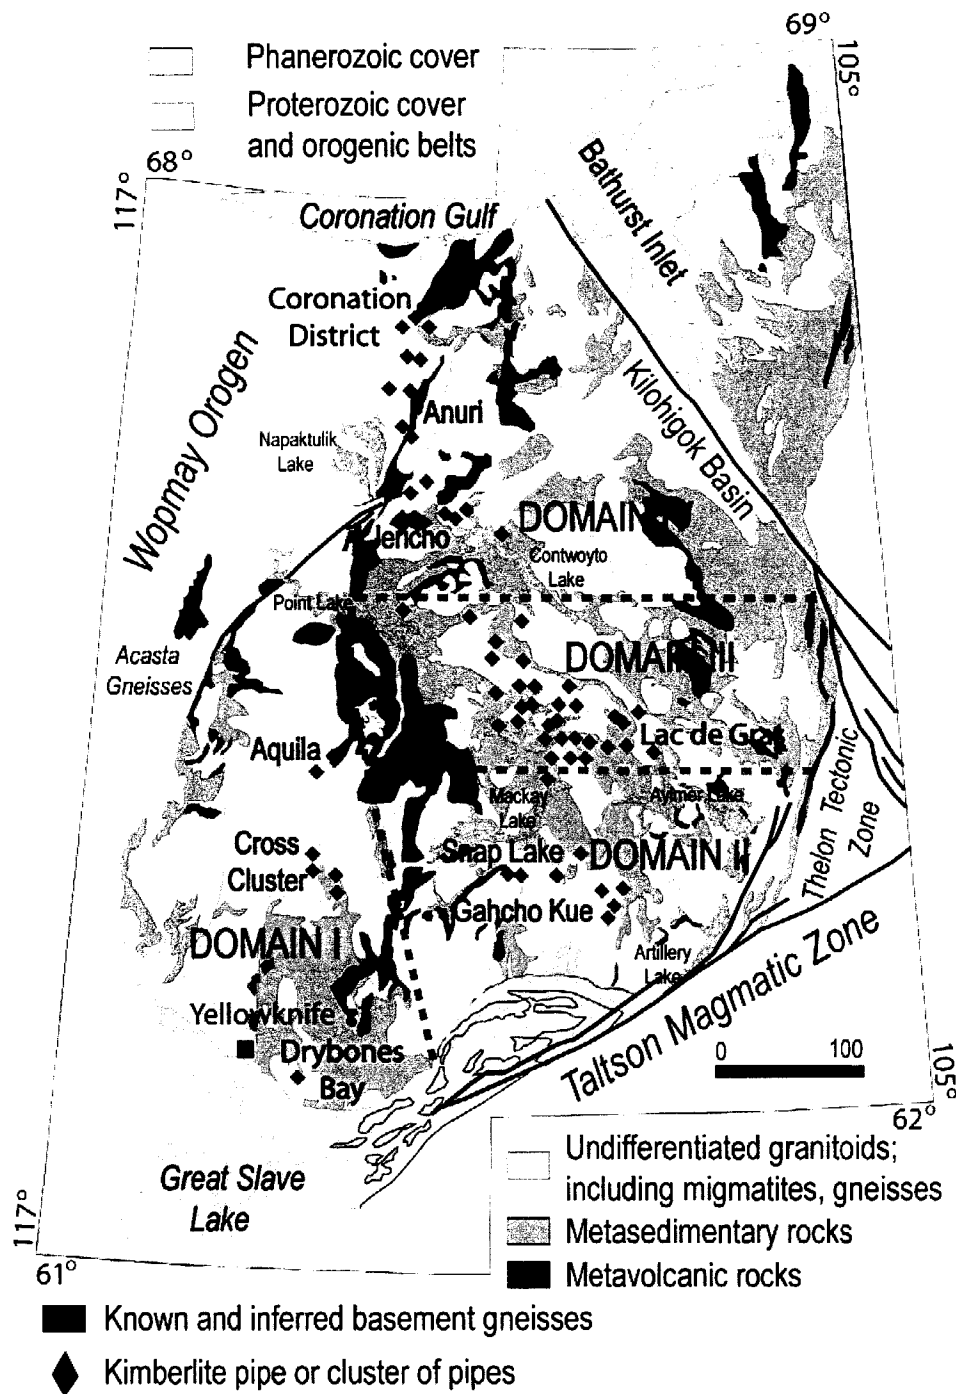 69°
105°
Phanerozoic cover
Proterozoic cover
and orogenic belts
68°
117°
Coronation Gulf
Bathurst Inlet
Coronation
District
Kilohigok Basin
Wopmay Orogen
Anuri
Napaktulik
Lake
DOMAIN
Jericho
Contwoyto
Lake
Point Lake
Acasta
Gneisses
DOMAIN III
Aquila
Lac de Gras
Mackay
Lake
Aylmer Lake
Thelon Tectonic
Zone
Cross
Cluster
Snap Lake
DOMAIN II
Gahcho Kue
DOMAIN I
Artillery
Lake
Taltson Magmatic Zone
Yellowknife
Drybones
Bay
0 100
105°
62°
Great Slave
Lake
117°
61°
Undifferentiated granitoids;
including migmatites, gneisses
Metasedimentary rocks
Metavolcanic rocks
Known and inferred basement gneisses
Kimberlite pipe or cluster of pipes